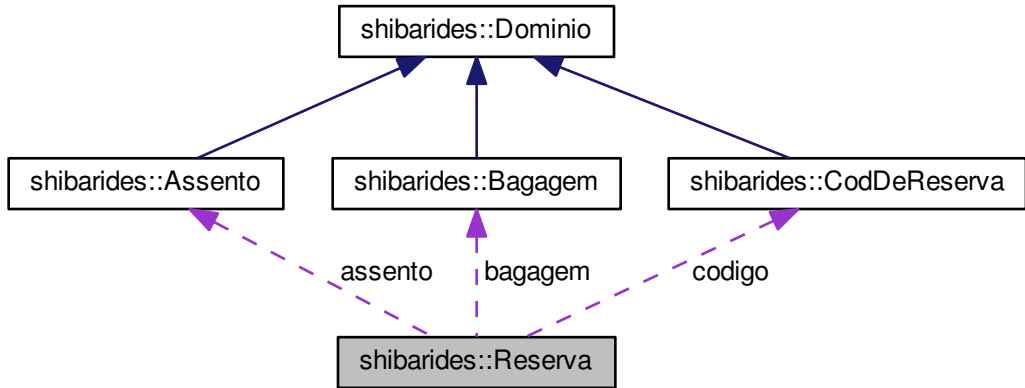 shibarides::Dominio
shibarides::Assento
shibarides::Bagagem
shibarides::CodDeReserva
assento
bagagem
codigo
shibarides::Reserva